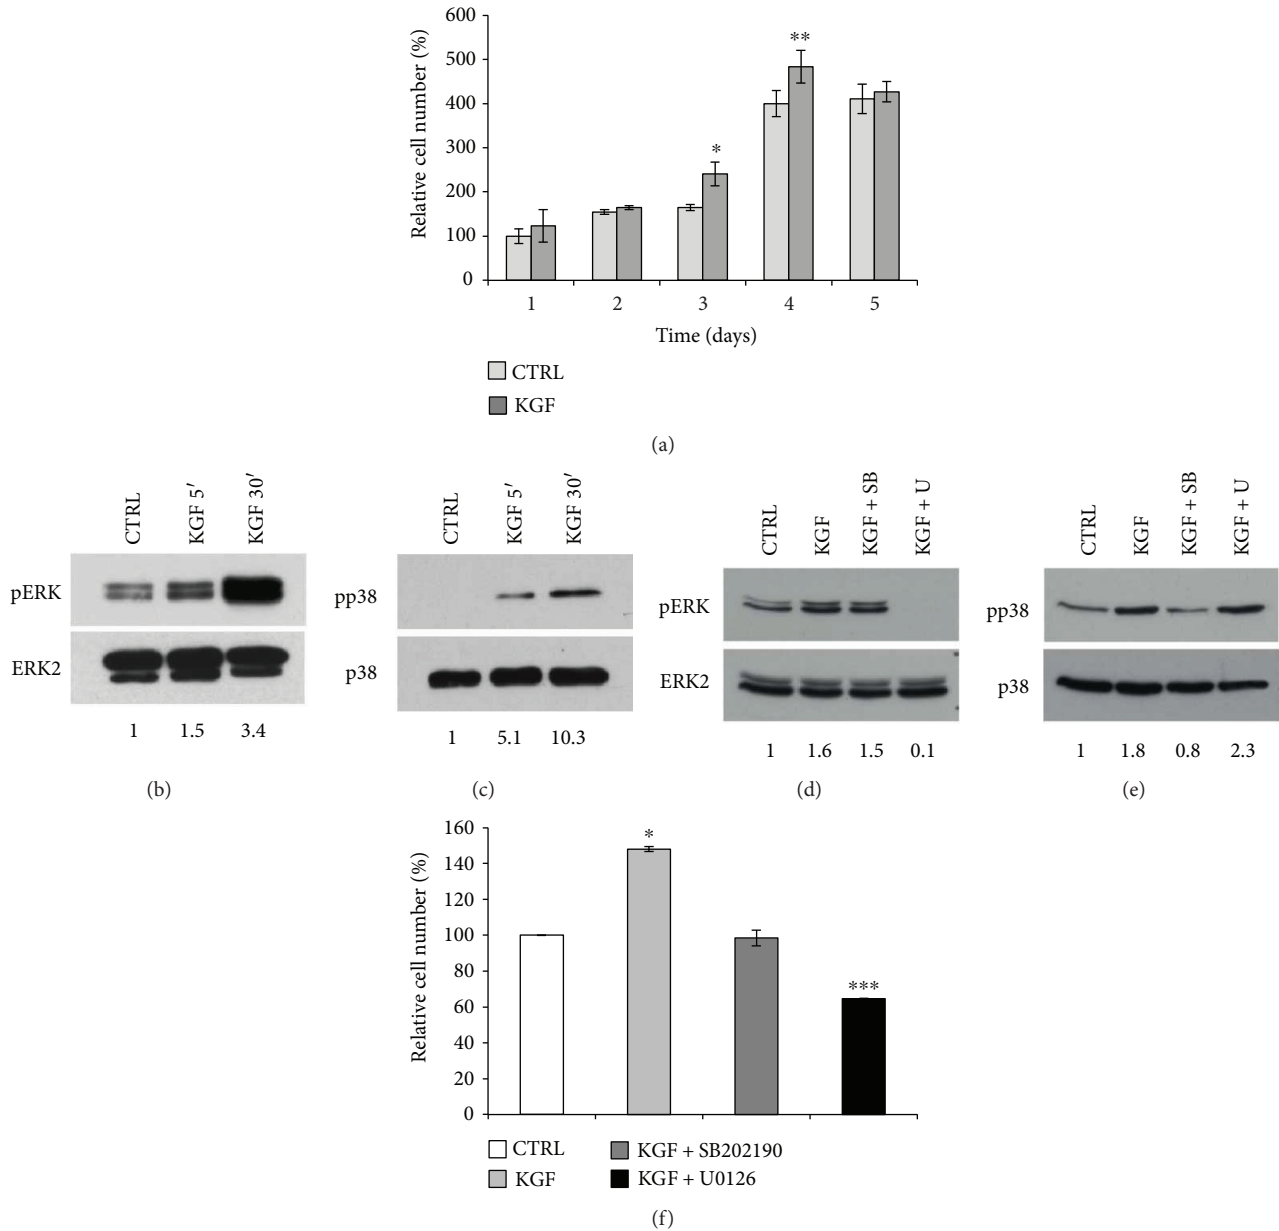 600
500
400
300
200
100
0
Relative cell number (%)
*
**
1 2 3 4 5
Time (days)
CTRL
KGF
(a)
CTRL KGF 5′ KGF 30′
pERK
ERK2
1 1.5 3.4
(b)
CTRL KGF 5′ KGF 30′
pp38
p38
1 5.1 10.3
(c)
CTRL KGF KGF + SB KGF + U
pERK
ERK2
1 1.6 1.5 0.1
(d)
CTRL KGF KGF + SB KGF + U
pp38
p38
1 1.8 0.8 2.3
(e)
160
140
120
100
80
60
40
20
0
Relative cell number (%)
*
***
CTRL KGF + SB202190
KGF KGF + U0126
(f)